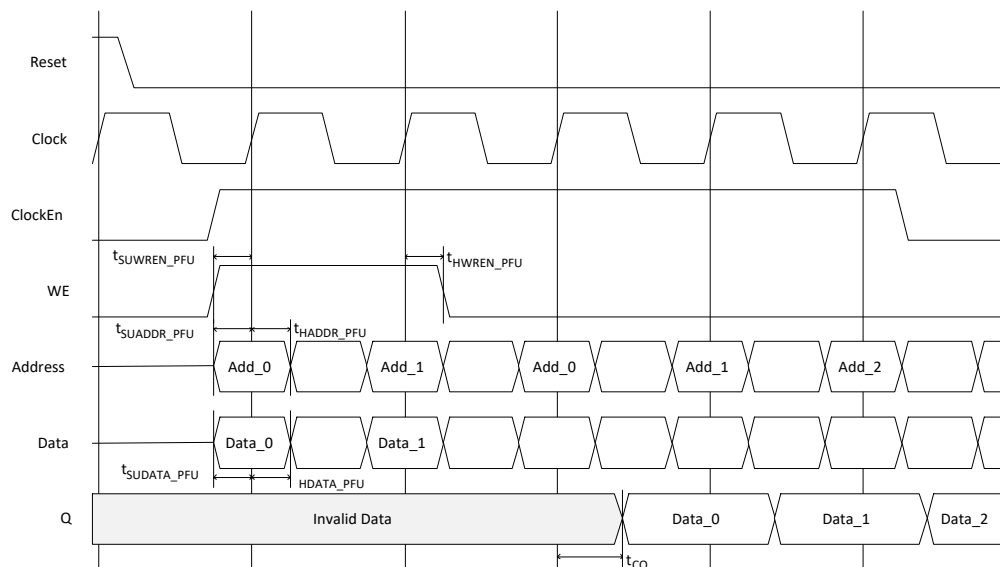 Reset
Clock
ClockEn
tSUWREN_PFU
tHWREN_PFU
WE
tSUADDR_PFU
tHADDR_PFU
Address
Add_0
Add_1
Add_0
Add_1
Add_2
Data
Data_0
Data_1
tSUDATA_PFU
HDATA_PFU
Q
Invalid Data
Data_0
Data_1
Data_2
tCO